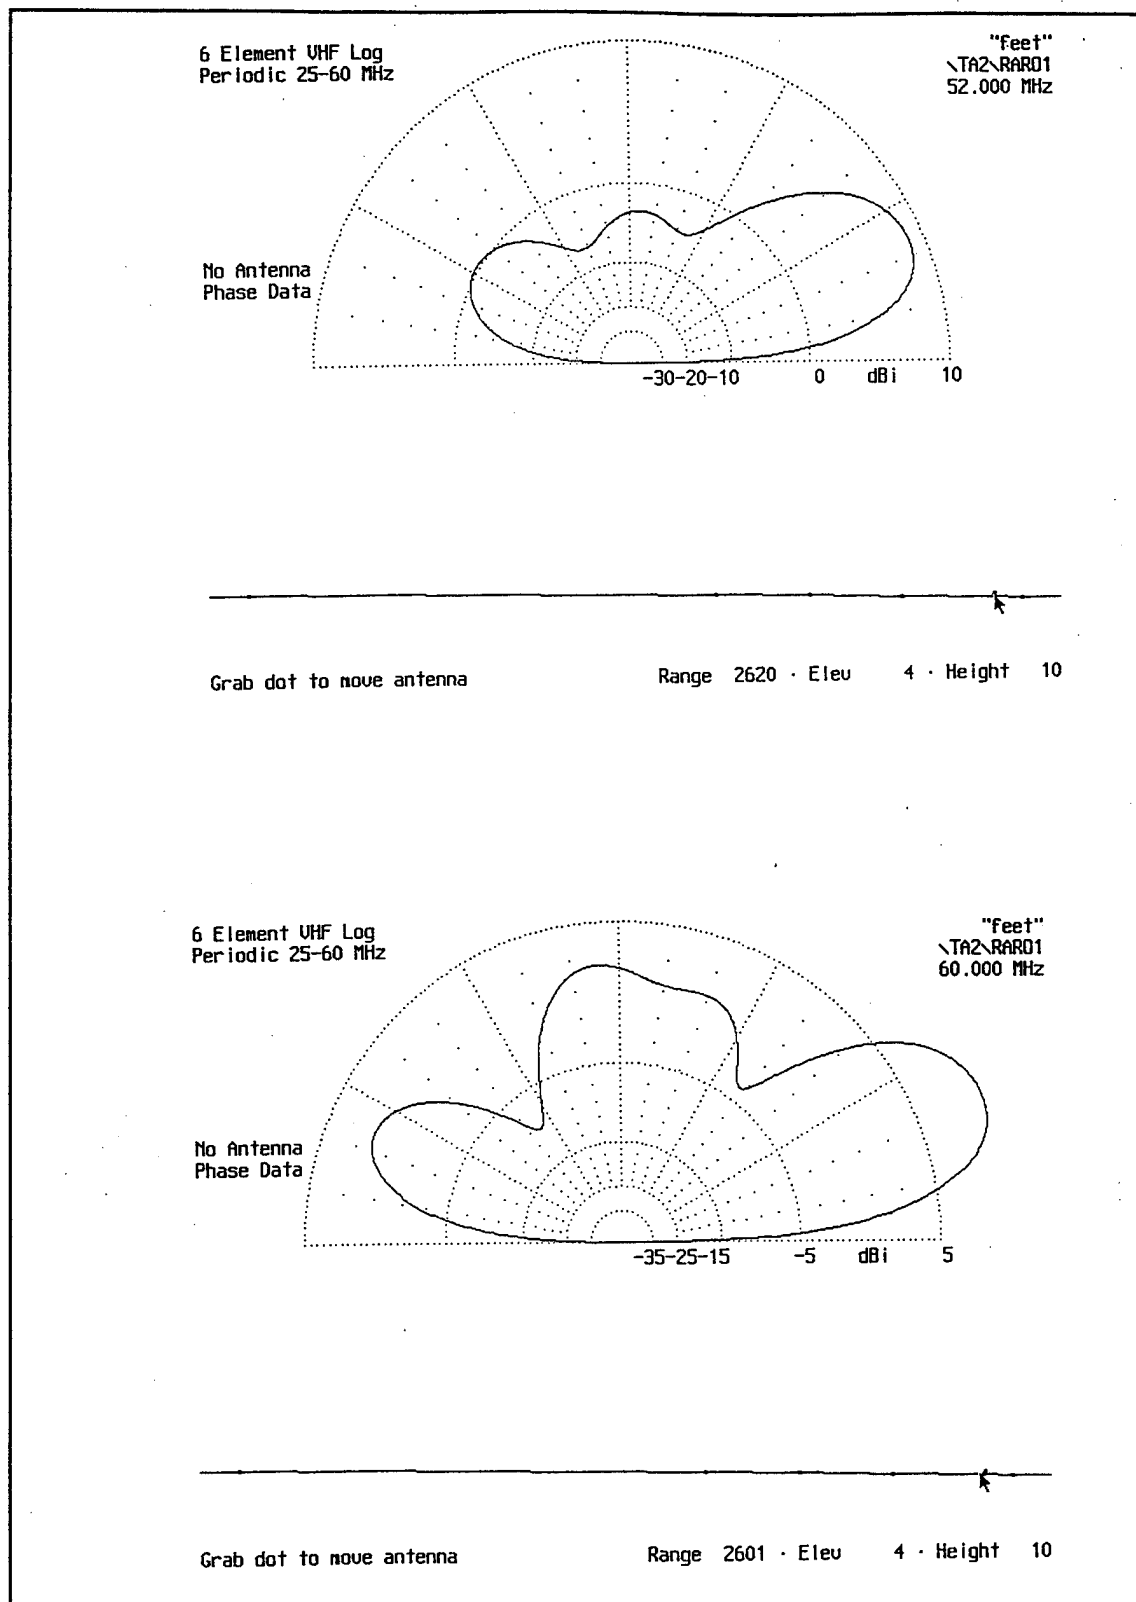 6 Element VHF Log
Periodic 25-60 MHz
"feet"
\TA2\RARD1
52.000 MHz
No Antenna
Phase Data
-30-20-10 0 dBi 10
Grab dot to move antenna
Range 2620 · Elev 4 · Height 10
6 Element VHF Log
Periodic 25-60 MHz
"feet"
\TA2\RARD1
60.000 MHz
No Antenna
Phase Data
-35-25-15 -5 dBi 5
Grab dot to move antenna
Range 2601 · Elev 4 · Height 10